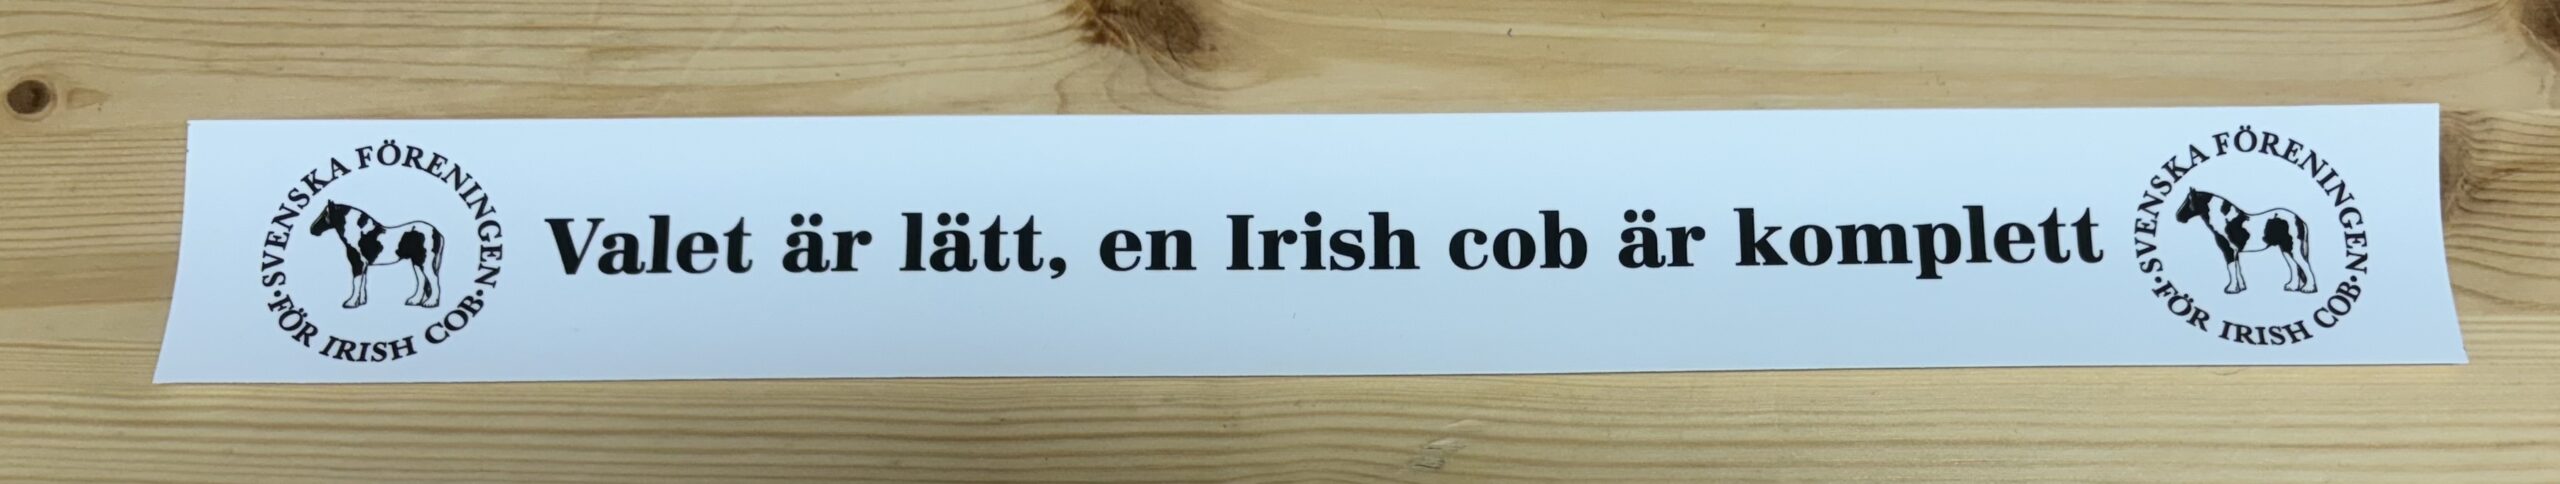 SVENSKA FÖRENINGEN
·FÖR IRISH COB·
Valet är lätt, en Irish cob är komplett
SVENSKA FÖRENINGEN
·FÖR IRISH COB·